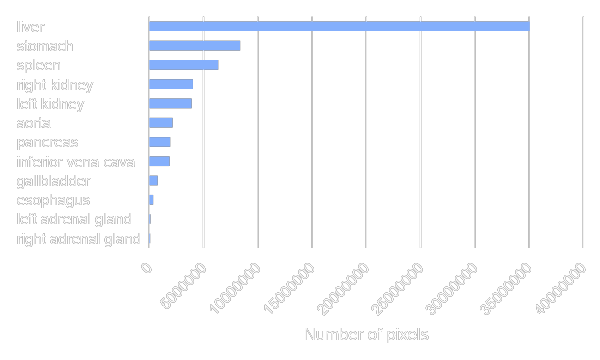 liver
stomach
spleen
right kidney
left kidney
aorta
pancreas
inferior vena cava
gallbladder
esophagus
left adrenal gland
right adrenal gland
0
5000000
10000000
15000000
20000000
25000000
30000000
35000000
40000000
Number of pixels